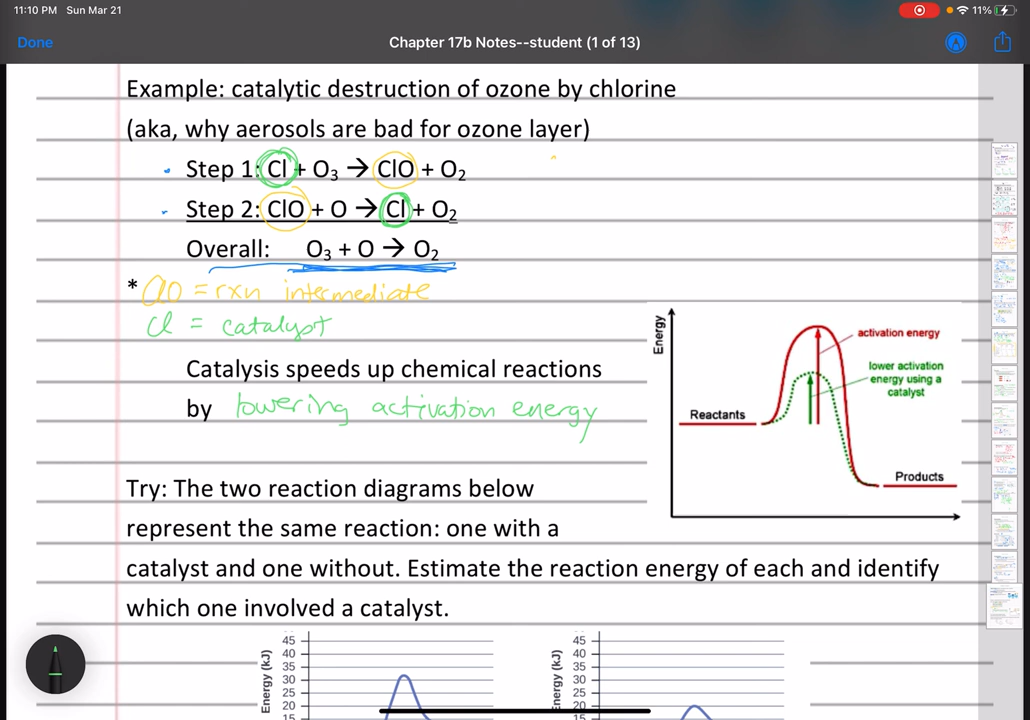 11:10 PM Sun Mar 21
11%
Done
Chapter 17b Notes--student (1 of 13)
Example: catalytic destruction of ozone by chlorine
(aka, why aerosols are bad for ozone layer)
Step 1: Cl + O₃ → ClO + O₂
Step 2: ClO + O → Cl + O₂
Overall: O₃ + O → O₂
* ClO = rxn intermediate
Cl = catalyst
Catalysis speeds up chemical reactions
by lowering activation energy
Energy
activation energy
lower activation
energy using a
catalyst
Reactants
Products
Try: The two reaction diagrams below
represent the same reaction: one with a
catalyst and one without. Estimate the reaction energy of each and identify
which one involved a catalyst.
Energy (kJ)
45
40
35
30
25
20
15
Energy (kJ)
45
40
35
30
25
20
15